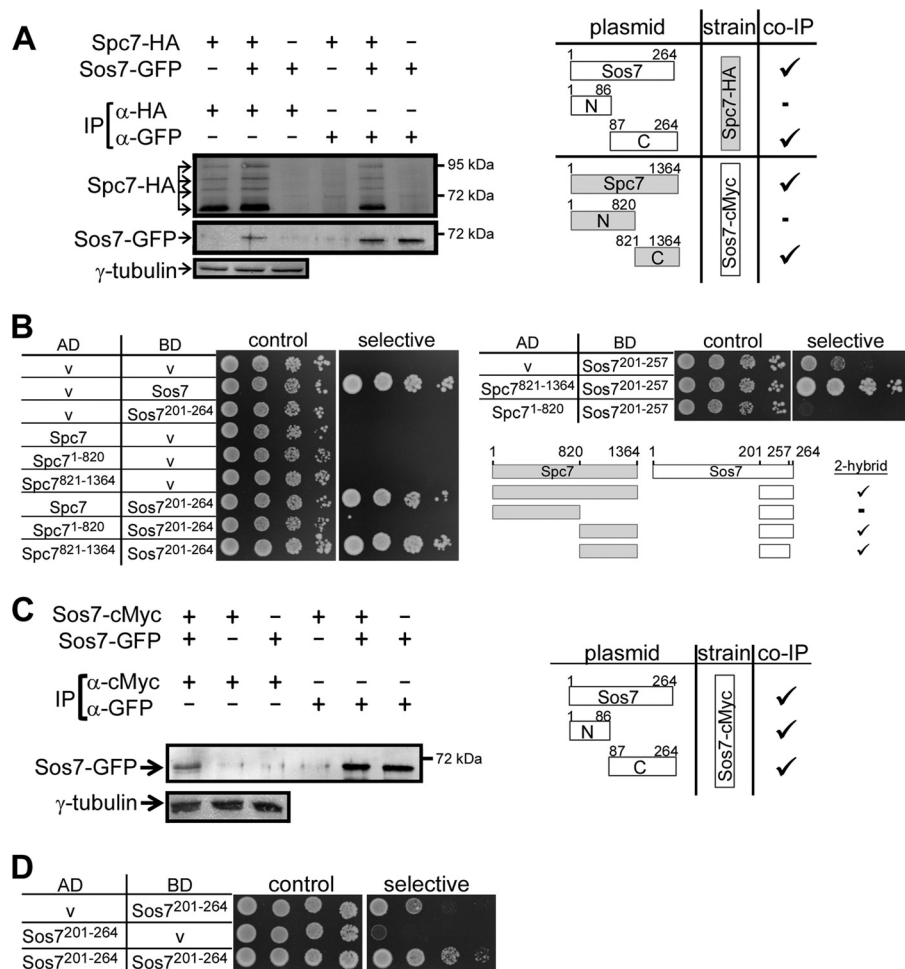 A
Spc7-HA + + − + + −
Sos7-GFP − + + − + +
IP
α-HA + + + − − −
α-GFP − − − + + +
Spc7-HA
95 kDa
72 kDa
Sos7-GFP
72 kDa
γ-tubulin
plasmid strain co-IP
1 264
Sos7 ✓
1 86
N -
87 264
C ✓
Spc7-HA
1 1364
Spc7 ✓
1 820
N -
821 1364
C ✓
Sos7-cMyc
B
AD BD control selective
v v
v Sos7
v Sos7201-264
Spc7 v
Spc71-820 v
Spc7821-1364 v
Spc7 Sos7201-264
Spc71-820 Sos7201-264
Spc7821-1364 Sos7201-264
AD BD control selective
v Sos7201-257
Spc7821-1364 Sos7201-257
Spc71-820 Sos7201-257
1 820 1364 1 201 257 264
Spc7 Sos7 2-hybrid
✓
-
✓
✓
C
Sos7-cMyc + + − + + −
Sos7-GFP + − + − + +
IP
α-cMyc + + + − − −
α-GFP − − − + + +
Sos7-GFP
72 kDa
γ-tubulin
plasmid strain co-IP
1 264
Sos7 ✓
1 86
N ✓
87 264
C ✓
Sos7-cMyc
D
AD BD control selective
v Sos7201-264
Sos7201-264 v
Sos7201-264 Sos7201-264